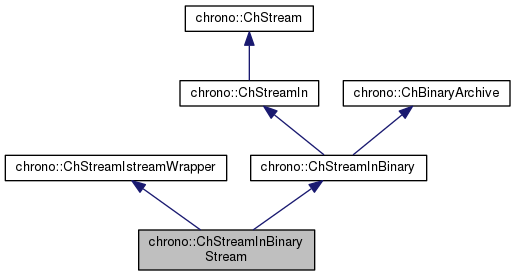 chrono::ChStream
chrono::ChStreamIn
chrono::ChBinaryArchive
chrono::ChStreamIstreamWrapper
chrono::ChStreamInBinary
chrono::ChStreamInBinary
Stream